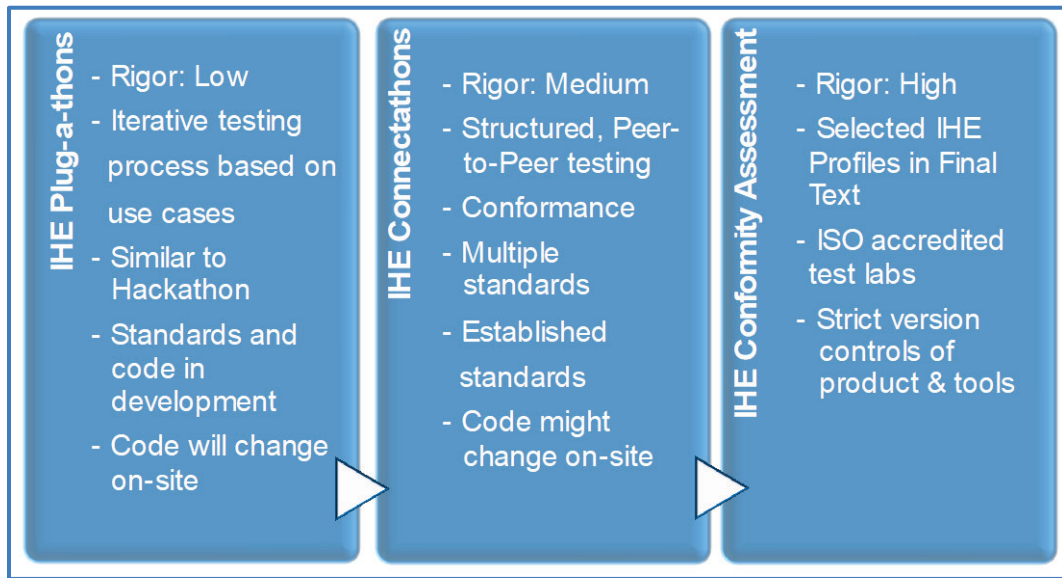 IHE Plug-a-thons
- Rigor: Low
- Iterative testing
process based on
use cases
- Similar to
Hackathon
- Standards and
code in
development
- Code will change
on-site
IHE Connectathons
- Rigor: Medium
- Structured, Peer-
to-Peer testing
- Conformance
- Multiple
standards
- Established
standards
- Code might
change on-site
IHE Conformity Assessment
- Rigor: High
- Selected IHE
Profiles in Final
Text
- ISO accredited
test labs
- Strict version
controls of
product & tools